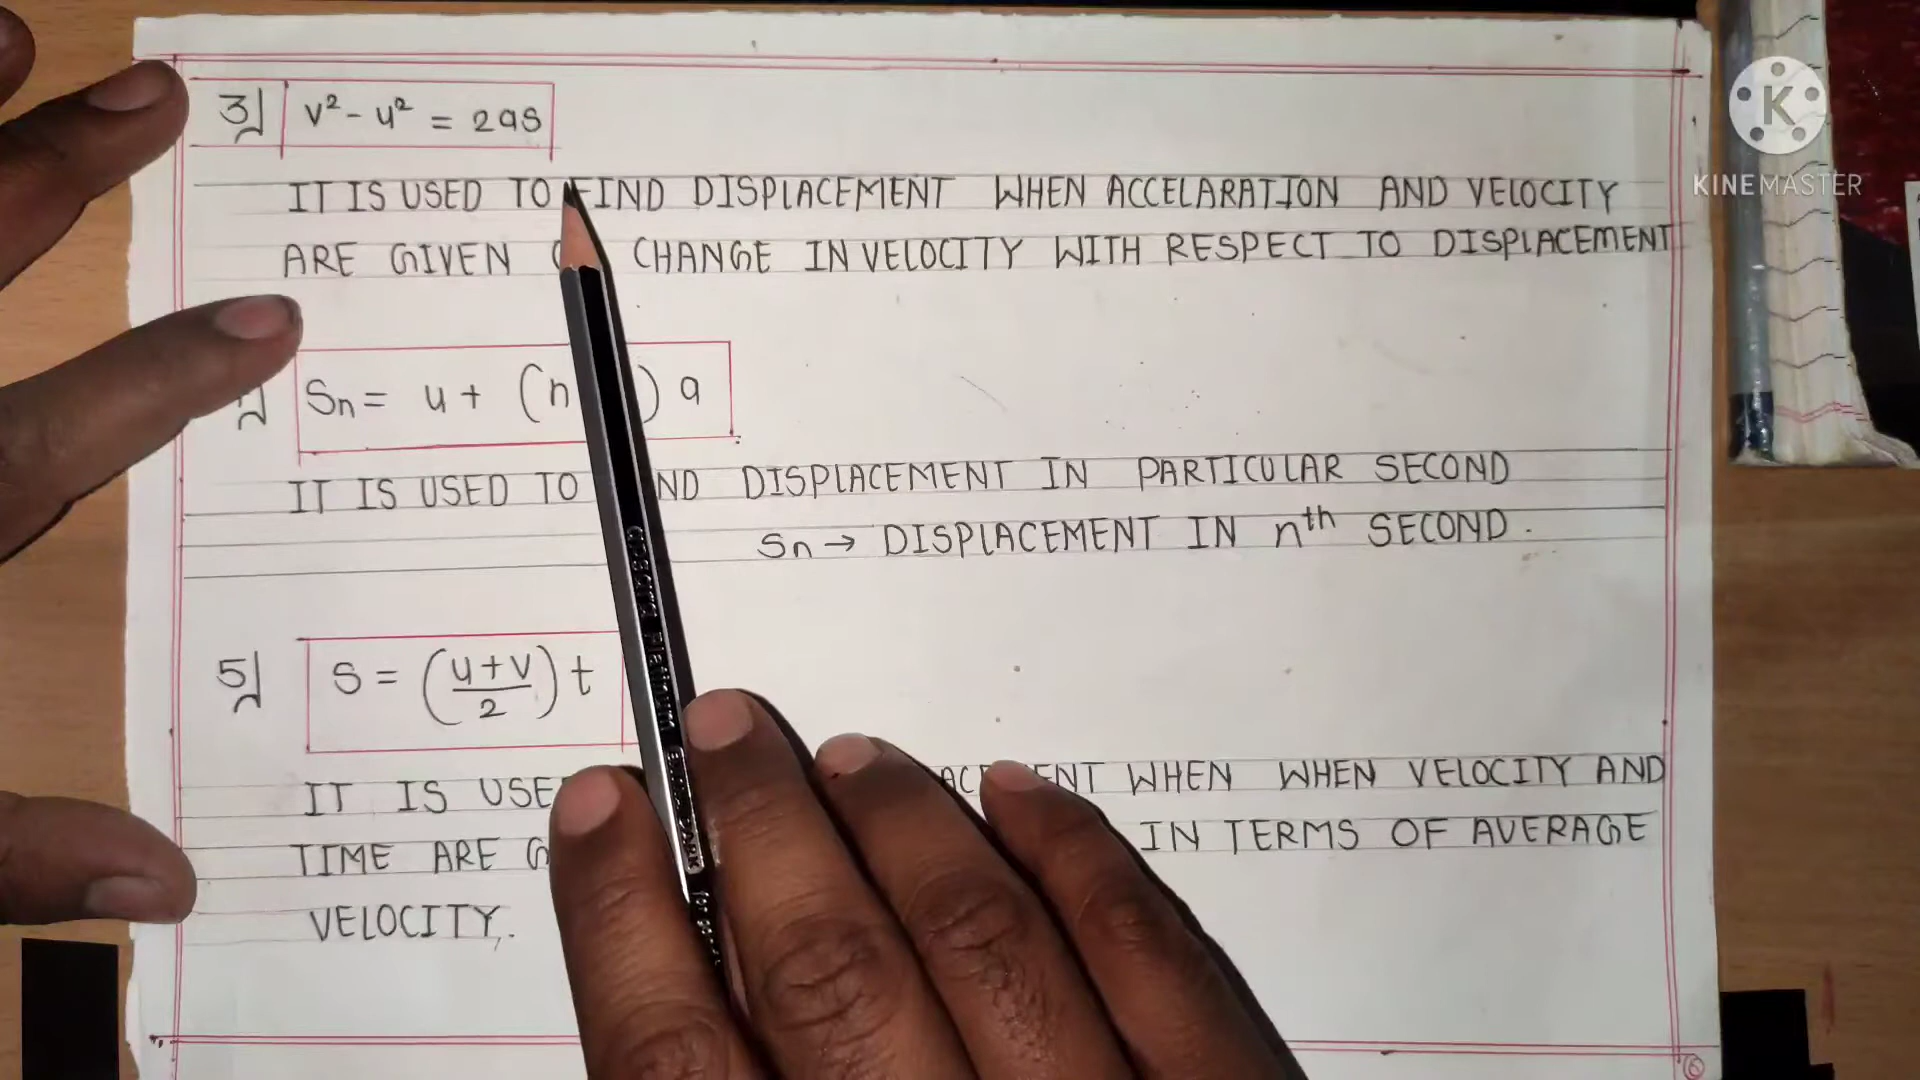 3) v² - u² = 2as
K
KINEMASTER
IT IS USED TO FIND DISPLACEMENT WHEN ACCELARATION AND VELOCITY
ARE GIVEN CHANGE IN VELOCITY WITH RESPECT TO DISPLACEMENT
Sn = u + (n ) a
IT IS USED TO ND DISPLACEMENT IN PARTICULAR SECOND
Sn → DISPLACEMENT IN nth SECOND.
5) S = (u+v/2) t
IT IS USE ACEMENT WHEN WHEN VELOCITY AND
TIME ARE G IN TERMS OF AVERAGE
VELOCITY.